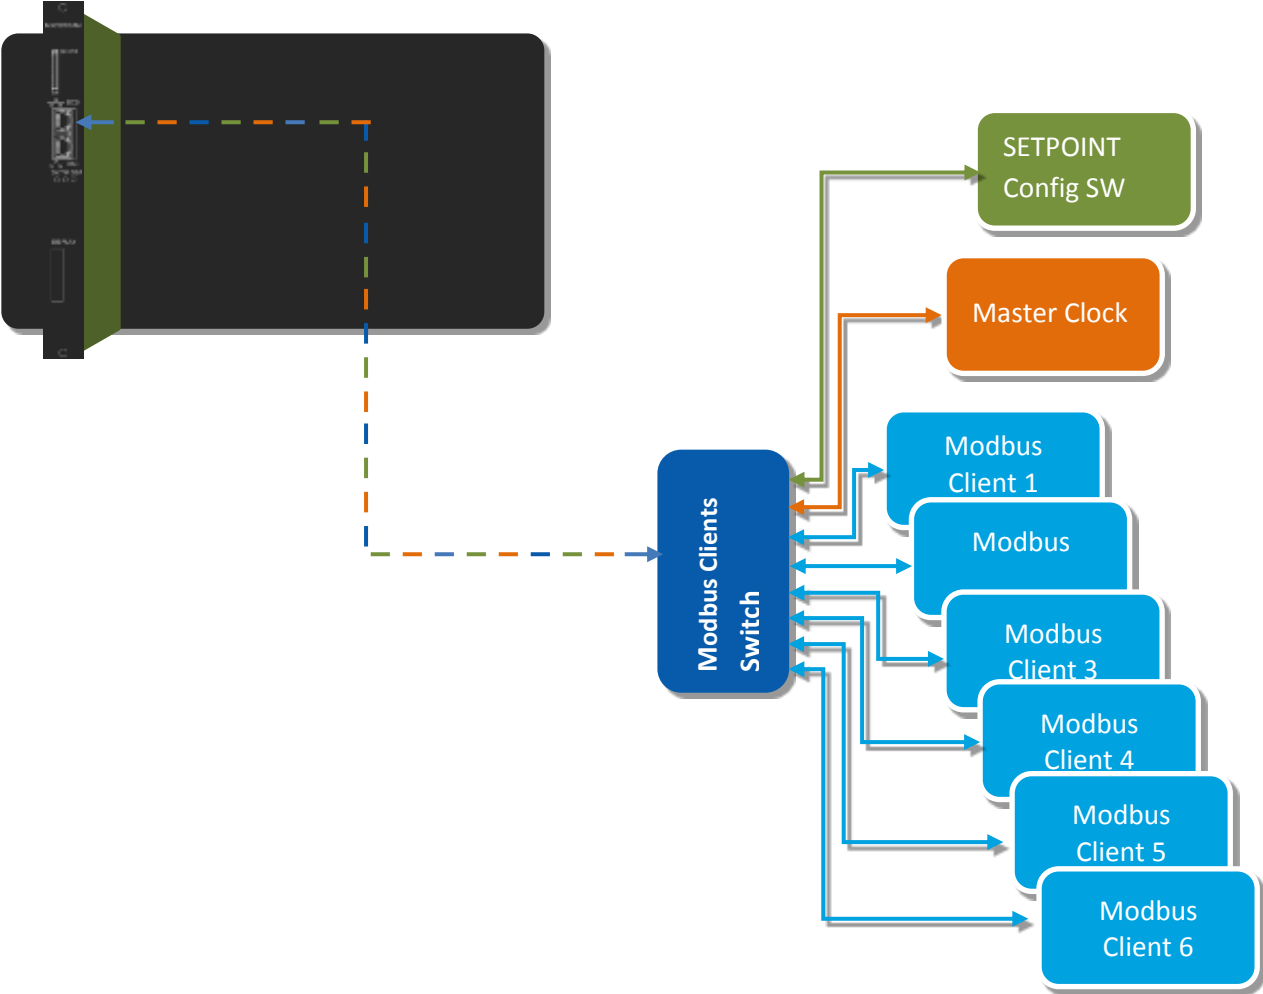 SETPOINT
Config SW
Master Clock
Modbus
Client 1
Modbus
Modbus
Client 3
Modbus
Client 4
Modbus
Client 5
Modbus
Client 6
Modbus Clients
Switch